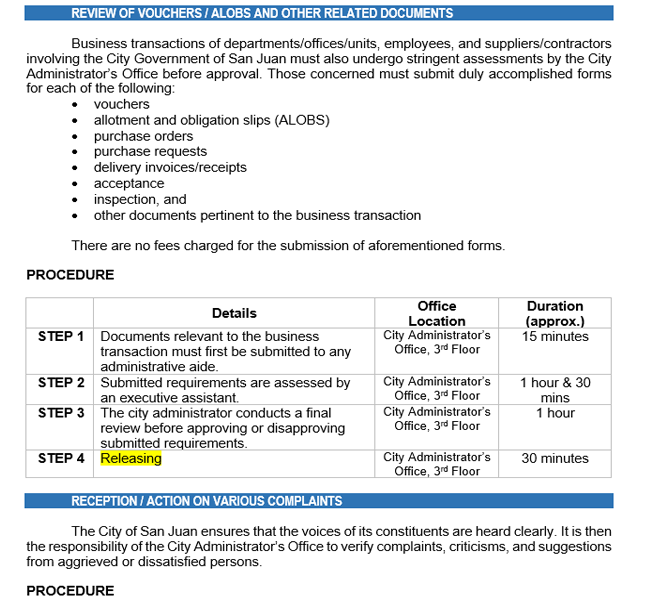 REVIEW OF VOUCHERS / ALOBS AND OTHER RELATED DOCUMENTS
Business transactions of departments/offices/units, employees, and suppliers/contractors
involving the City Government of San Juan must also undergo stringent assessments by the City
Administrator's Office before approval. Those concerned must submit duly accomplished forms
for each of the following:
• vouchers
• allotment and obligation slips (ALOBS)
• purchase orders
• purchase requests
• delivery invoices/receipts
• acceptance
• inspection, and
• other documents pertinent to the business transaction
There are no fees charged for the submission of aforementioned forms.
PROCEDURE
Details
Office
Location
Duration
(approx.)
STEP 1
Documents relevant to the business
transaction must first be submitted to any
administrative aide.
City Administrator's
Office, 3rd Floor
15 minutes
STEP 2
Submitted requirements are assessed by
an executive assistant.
City Administrator's
Office, 3rd Floor
1 hour & 30
mins
STEP 3
The city administrator conducts a final
review before approving or disapproving
submitted requirements.
City Administrator's
Office, 3rd Floor
1 hour
STEP 4
Releasing
City Administrator's
Office, 3rd Floor
30 minutes
RECEPTION / ACTION ON VARIOUS COMPLAINTS
The City of San Juan ensures that the voices of its constituents are heard clearly. It is then
the responsibility of the City Administrator's Office to verify complaints, criticisms, and suggestions
from aggrieved or dissatisfied persons.
PROCEDURE